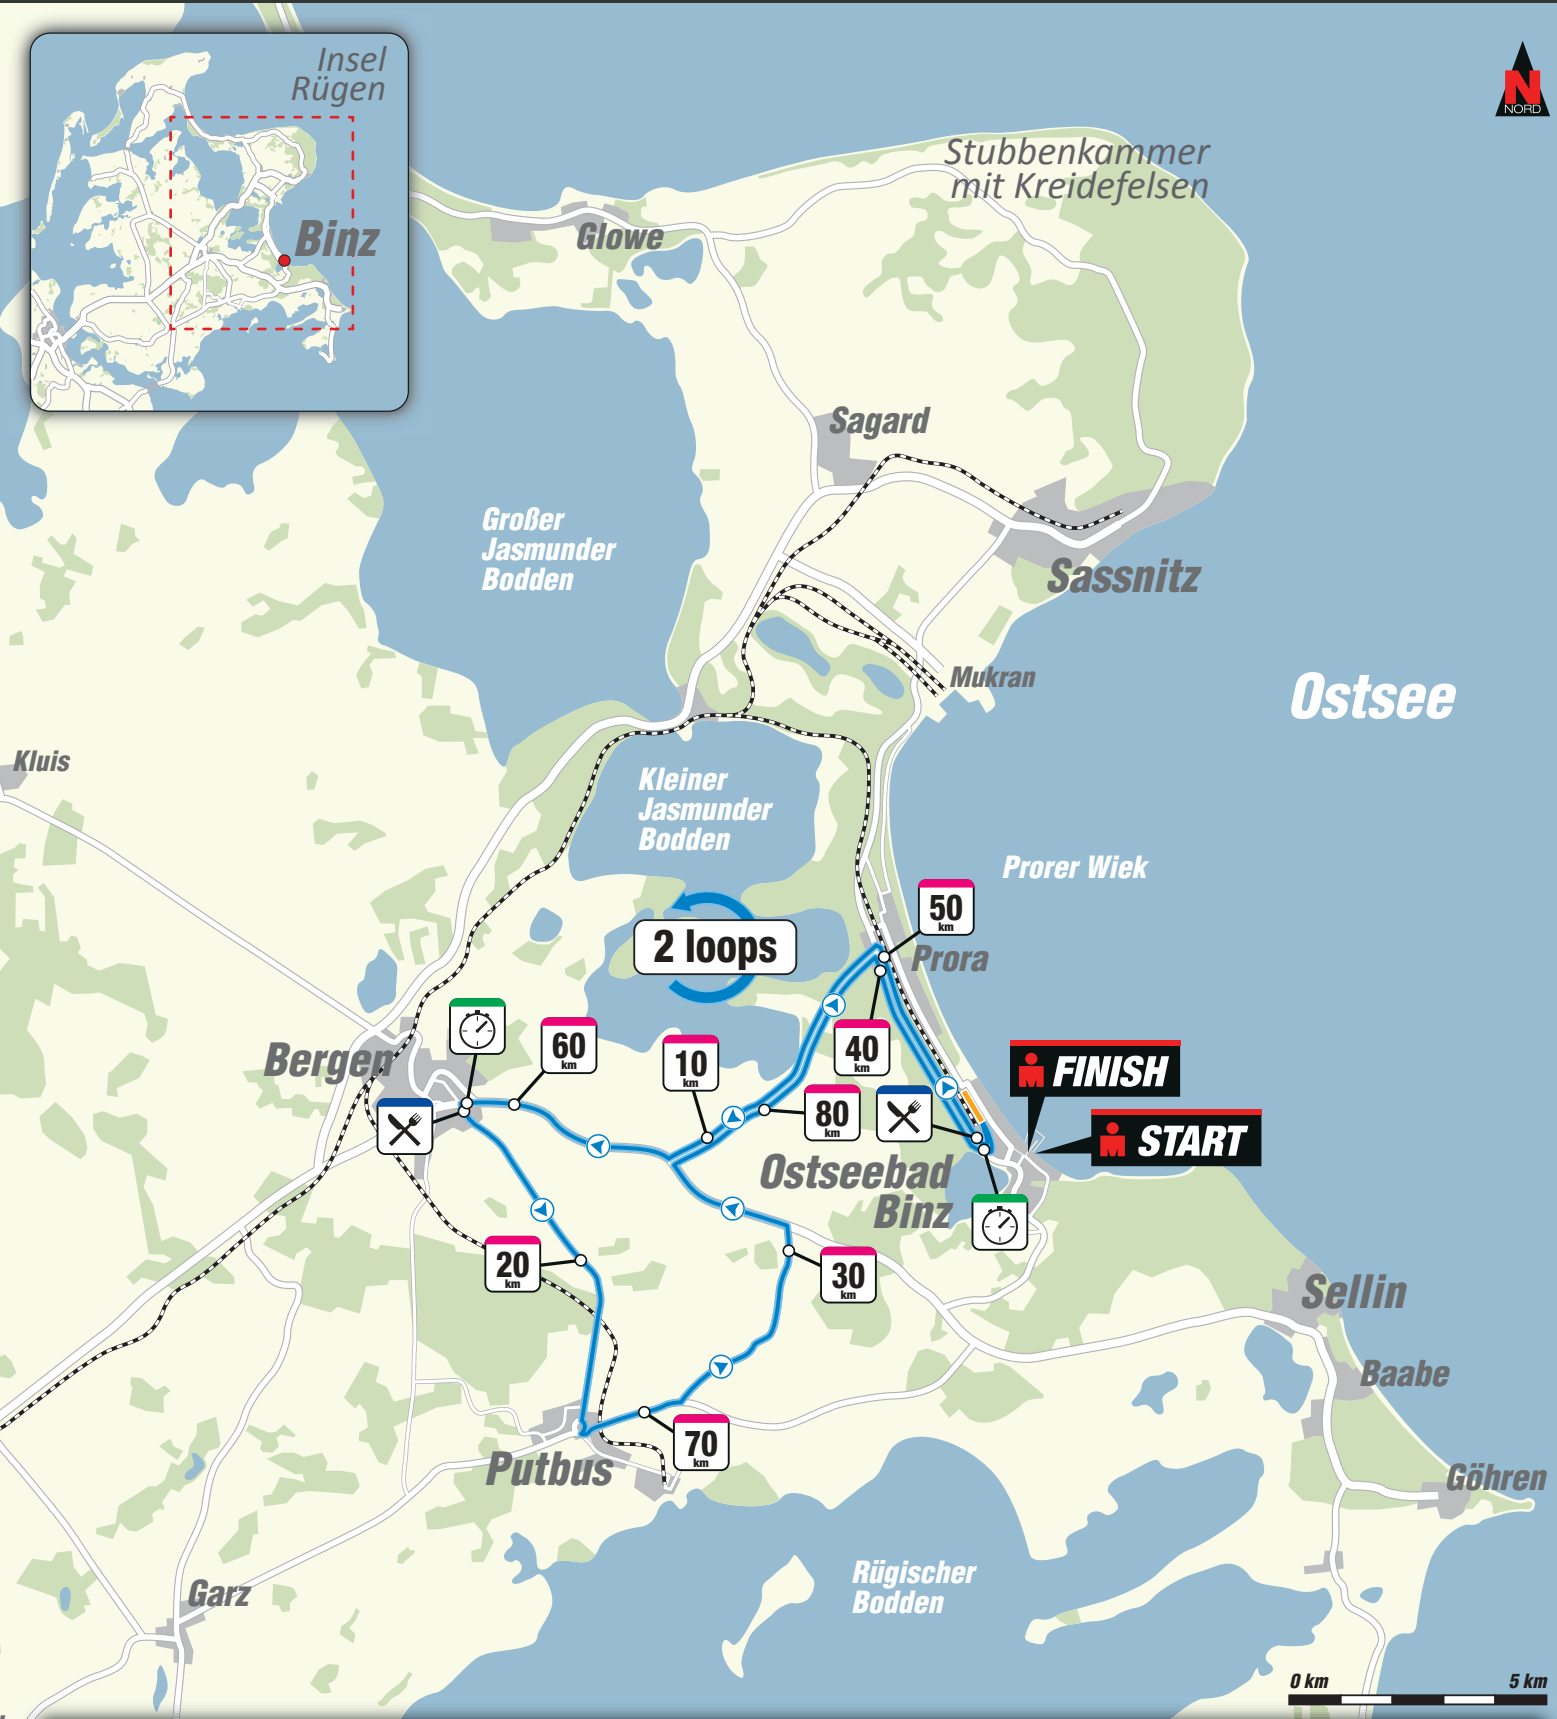 Insel
Rügen
Binz
N
NORD
Stubbenkammer
mit Kreidefelsen
Glowe
Sagard
Großer
Jasmunder
Bodden
Sassnitz
Mukran
Ostsee
Kluis
Kleiner
Jasmunder
Bodden
Prorer Wiek
50
km
2 loops
Prora
60
km
40
km
10
km
Bergen
FINISH
80
km
START
Ostseebad
Binz
20
km
30
km
Sellin
Baabe
70
km
Putbus
Göhren
Rügischer
Bodden
Garz
0 km
5 km